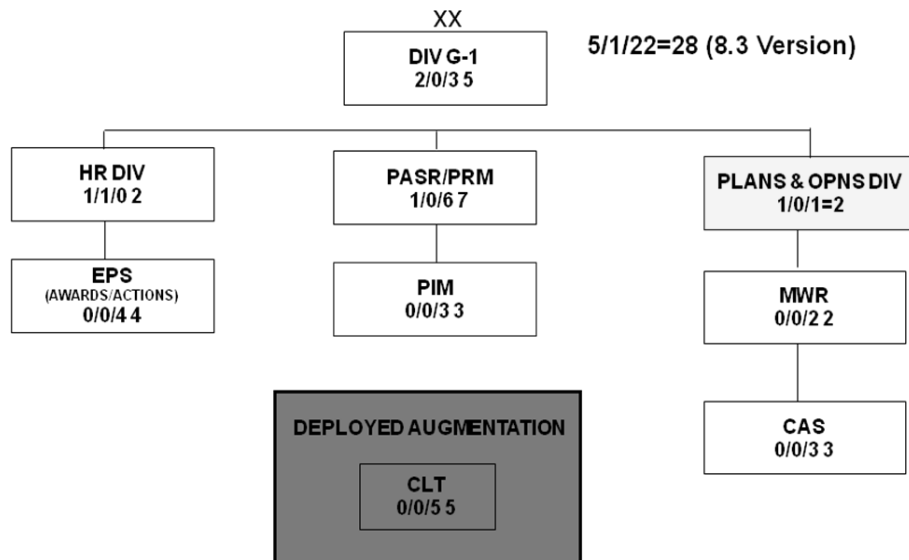 XX
DIV G-1
2/0/3 5
5/1/22=28 (8.3 Version)
HR DIV
1/1/0 2
PASR/PRM
1/0/6 7
PLANS & OPNS DIV
1/0/1=2
EPS
(AWARDS/ACTIONS)
0/0/4 4
PIM
0/0/3 3
MWR
0/0/2 2
CAS
0/0/3 3
DEPLOYED AUGMENTATION
CLT
0/0/5 5